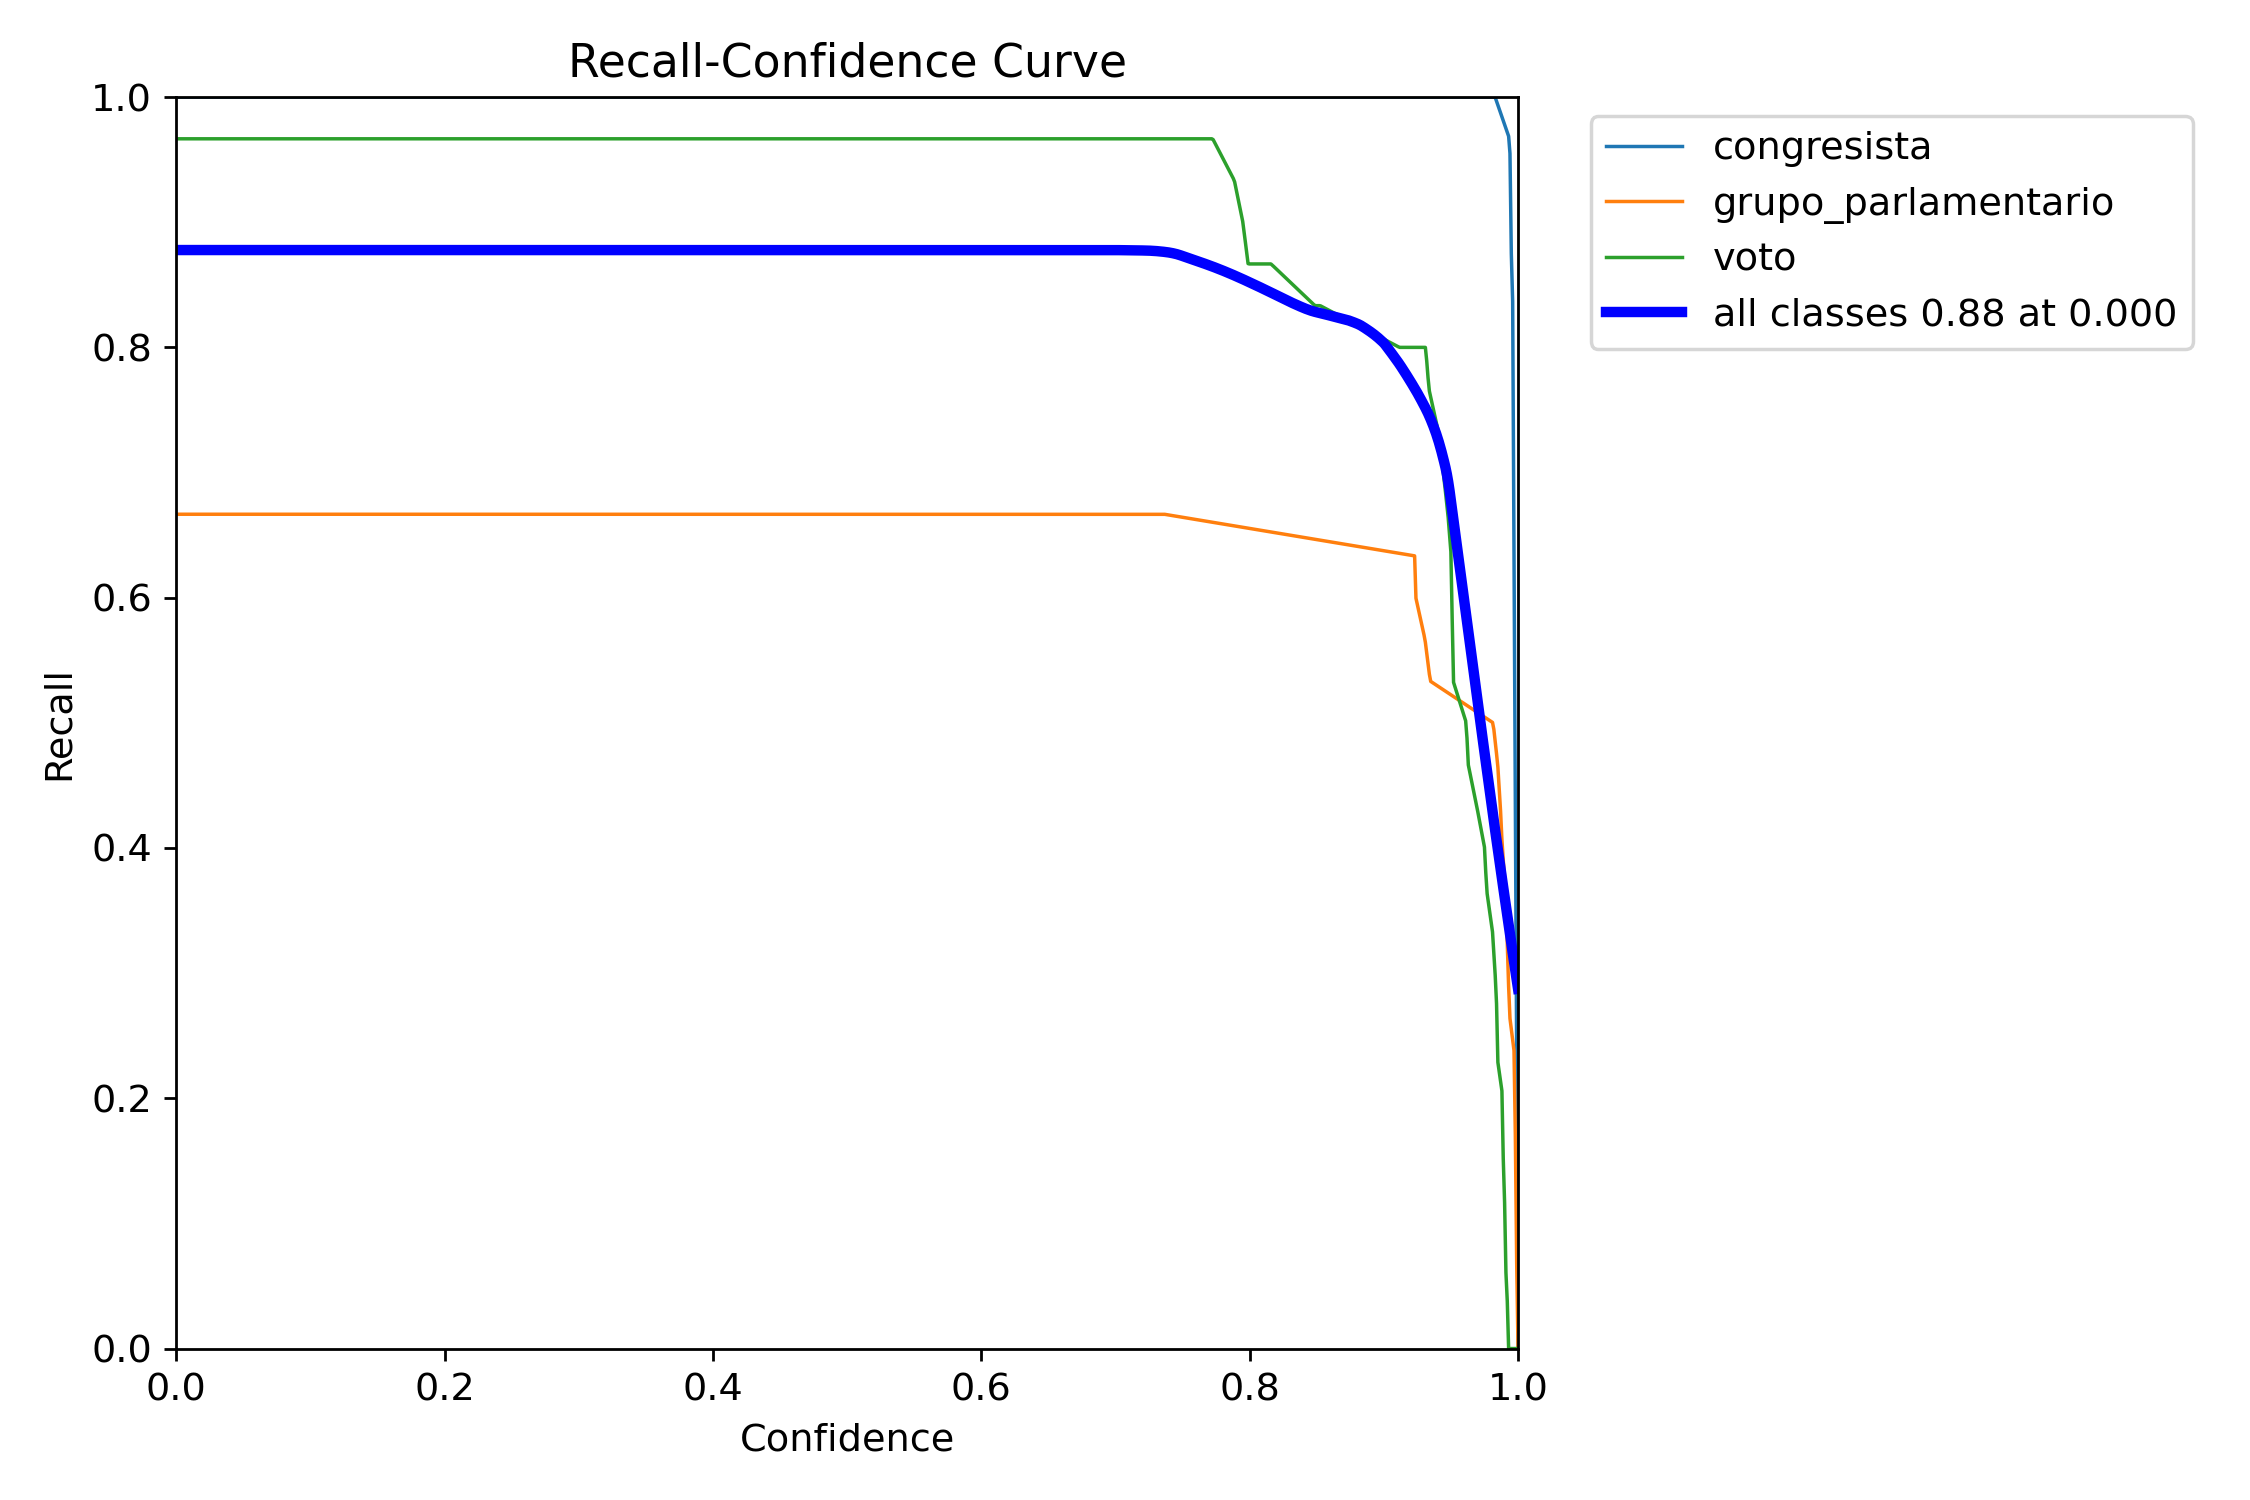 Recall-Confidence Curve
1.0
0.8
0.6
0.4
0.2
0.0
Recall
0.0 0.2 0.4 0.6 0.8 1.0
Confidence
congresista
grupo_parlamentario
voto
all classes 0.88 at 0.000